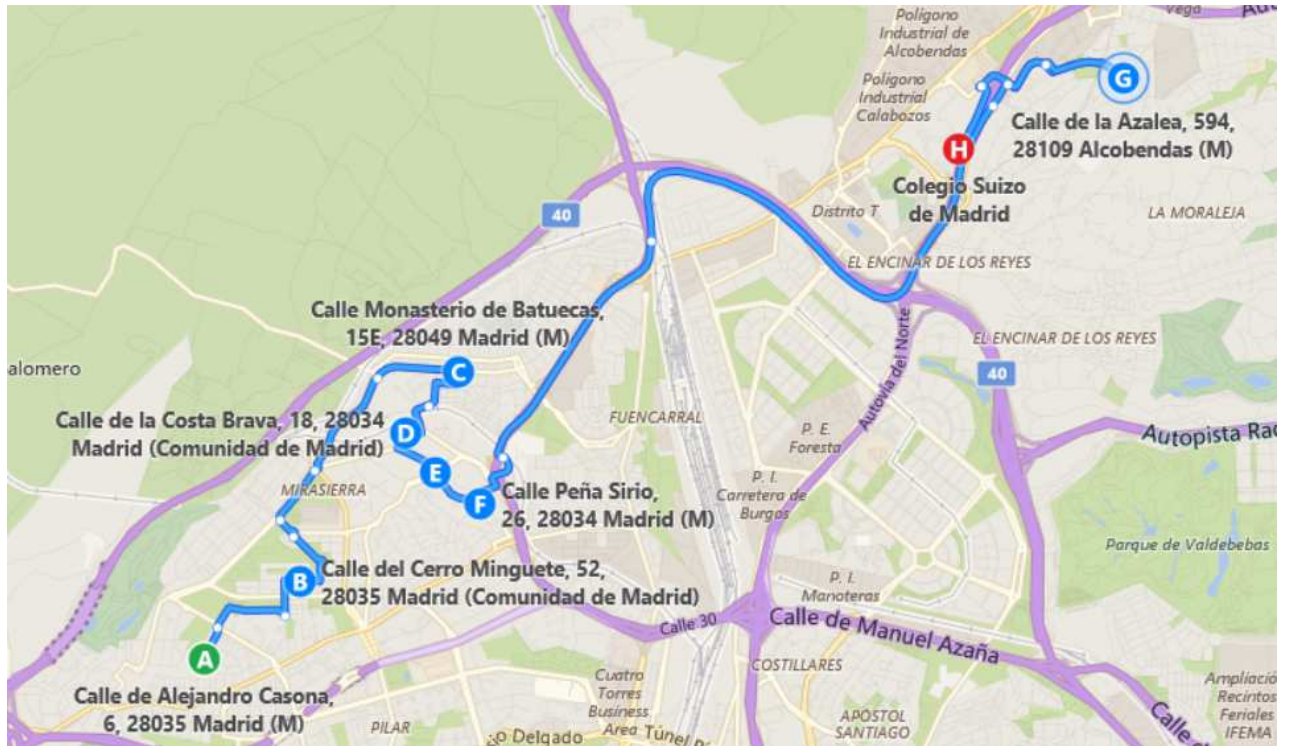 Polígono
Industrial de
Alcobendas
Vega
Polígono
Industrial
Calabozos
G
Calle de la Azalea, 594,
28109 Alcobendas (M)
H
Colegio Suizo
de Madrid
Distrito T
LA MORALEJA
40
EL ENCINAR DE LOS REYES
Calle Monasterio de Batuecas,
15E, 28049 Madrid (M)
Autovía del Norte
EL ENCINAR DE LOS REYES
alomero
C
40
Calle de la Costa Brava, 18, 28034
Madrid (Comunidad de Madrid)
D
FUENCARRAL
P. E.
Foresta
Autopista Rad
E
MIRASIERRA
F
Calle Peña Sirio,
26, 28034 Madrid (M)
P. I.
Carretera de
Burgos
Parque de Valdebebas
B
Calle del Cerro Minguete, 52,
28035 Madrid (Comunidad de Madrid)
P. I.
Manoteras
Calle 30
Calle de Manuel Azaña
A
Calle de Alejandro Casona,
6, 28035 Madrid (M)
COSTILLARES
Cuatro
Torres
Business
Area
PILAR
APÓSTOL
SANTIAGO
io Delgado
Túnel
Calle
Ampliació
Recintos
Feriales
IFEMA